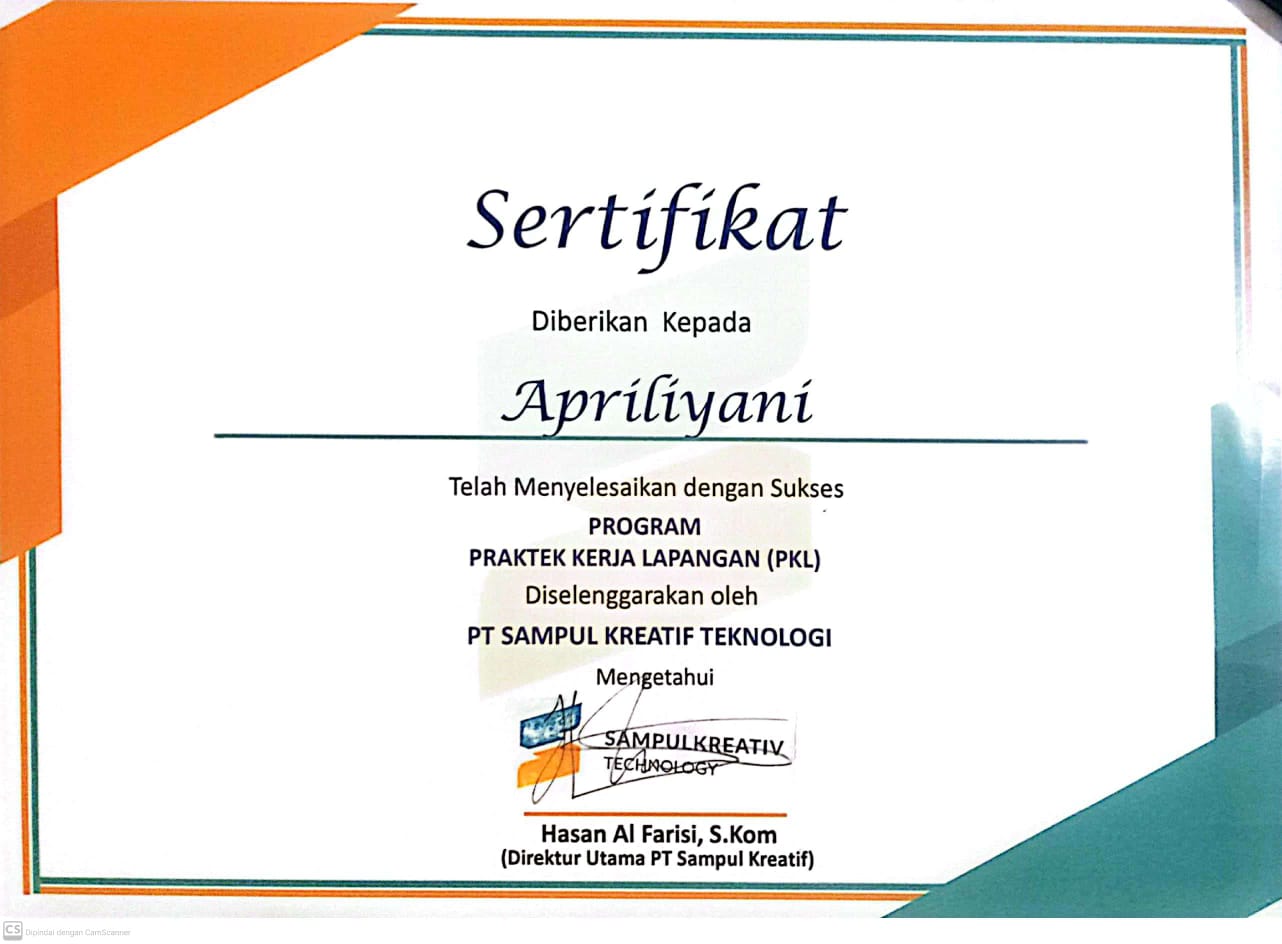 Sertifikat
Diberikan Kepada
Apriliyani
Telah Menyelesaikan dengan Sukses
PROGRAM
PRAKTEK KERJA LAPANGAN (PKL)
Diselenggarakan oleh
PT SAMPUL KREATIF TEKNOLOGI
Mengetahui
SAMPULKREATIV
TECHNOLOGY
Hasan Al Farisi, S.Kom
(Direktur Utama PT Sampul Kreatif)
CS Dipindai dengan CamScanner